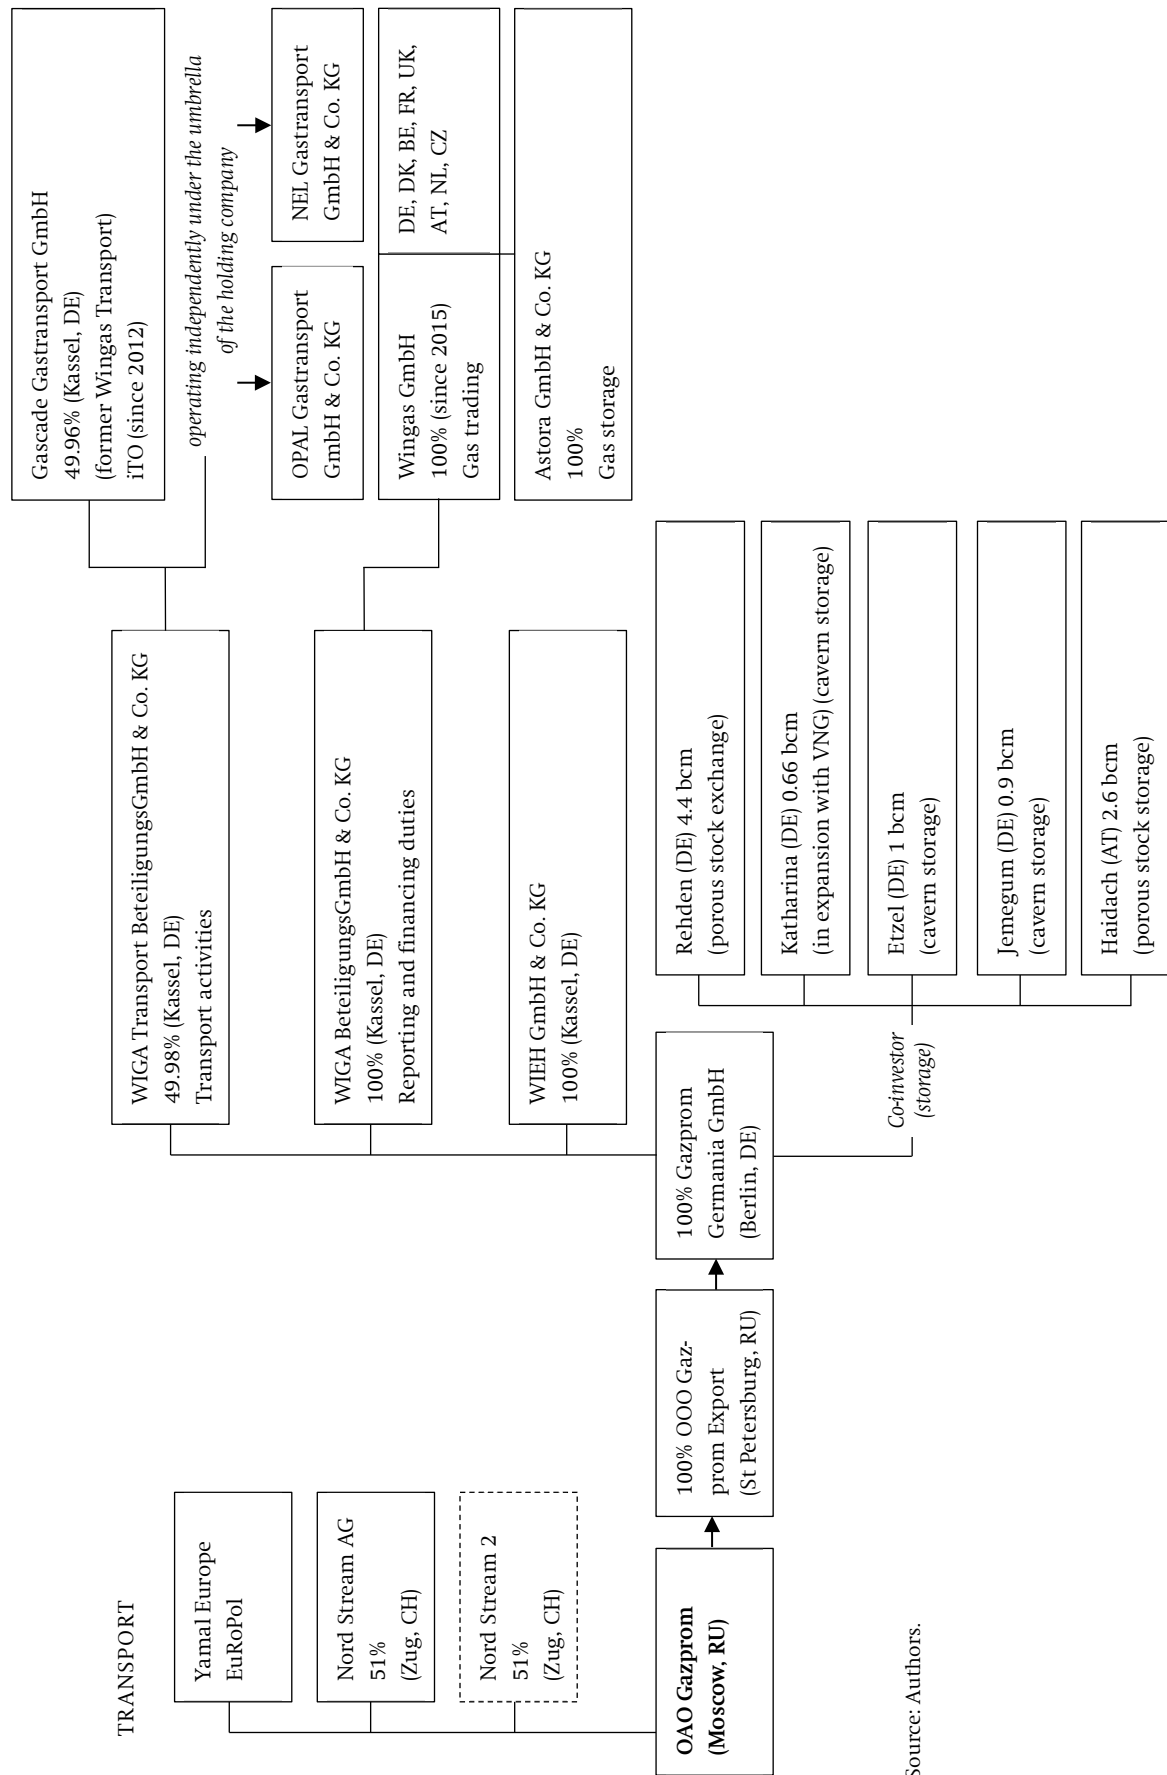 TRANSPORT
Yamal Europe
EuRoPol
Nord Stream AG
51%
(Zug, CH)
Nord Stream 2
51%
(Zug, CH)
OAO Gazprom
(Moscow, RU)
100% OOO Gaz-
prom Export
(St Petersburg, RU)
100% Gazprom
Germania GmbH
(Berlin, DE)
WIGA Transport BeteiligungsGmbH & Co. KG
49.98% (Kassel, DE)
Transport activities
WIGA BeteiligungsGmbH & Co. KG
100% (Kassel, DE)
Reporting and financing duties
WIEH GmbH & Co. KG
100% (Kassel, DE)
Co-investor
(storage)
Rehden (DE) 4.4 bcm
(porous stock exchange)
Katharina (DE) 0.66 bcm
(in expansion with VNG) (cavern storage)
Etzel (DE) 1 bcm
(cavern storage)
Jemegum (DE) 0.9 bcm
(cavern storage)
Haidach (AT) 2.6 bcm
(porous stock storage)
Gascade Gastransport GmbH
49.96% (Kassel, DE)
(former Wingas Transport)
iTO (since 2012)
operating independently under the umbrella
of the holding company
OPAL Gastransport
GmbH & Co. KG
NEL Gastransport
GmbH & Co. KG
Wingas GmbH
100% (since 2015)
Gas trading
DE, DK, BE, FR, UK,
AT, NL, CZ
Astora GmbH & Co. KG
100%
Gas storage
Source: Authors.